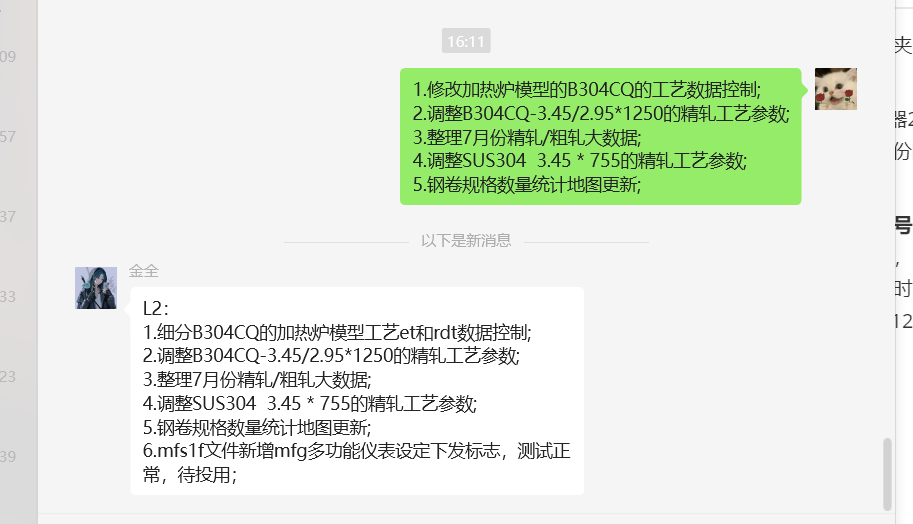 16:11
1.修改加热炉模型的B304CQ的工艺数据控制;
2.调整B304CQ-3.45/2.95*1250的精轧工艺参数;
3.整理7月份精轧/粗轧大数据;
4.调整SUS304  3.45 * 755的精轧工艺参数;
5.钢卷规格数量统计地图更新;
以下是新消息
金全
L2：
1.细分B304CQ的加热炉模型工艺et和rdt数据控制;
2.调整B304CQ-3.45/2.95*1250的精轧工艺参数;
3.整理7月份精轧/粗轧大数据;
4.调整SUS304  3.45 * 755的精轧工艺参数;
5.钢卷规格数量统计地图更新;
6.mfs1f文件新增mfg多功能仪表设定下发标志，测试正
常，待投用；
09
57
37
33
23
39
夹
器2
份
号
，
时
12